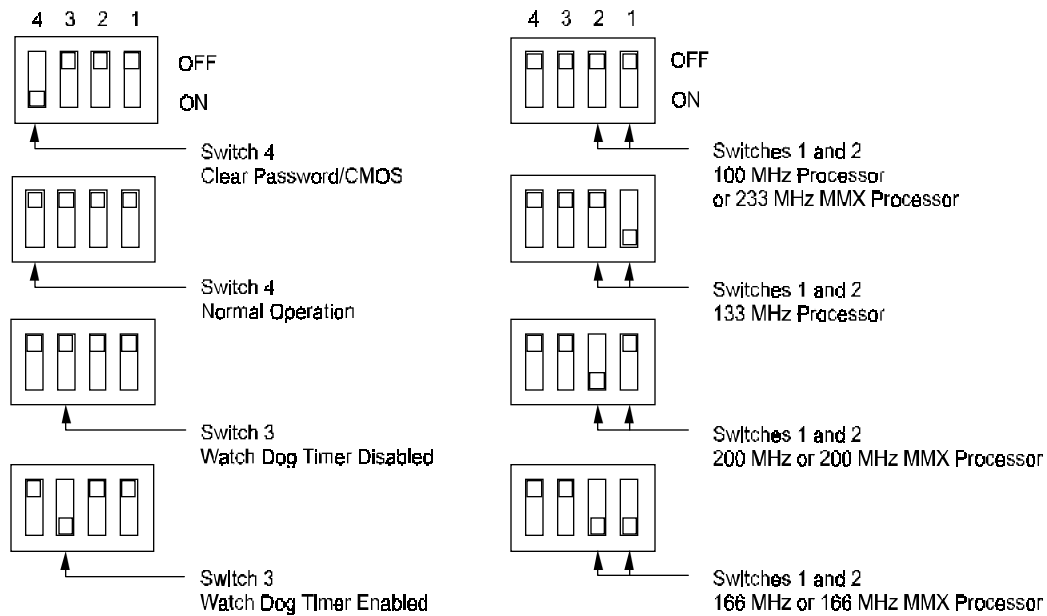 4 3 2 1
OFF
ON
Switch 4
Clear Password/CMOS
Switch 4
Normal Operation
Switch 3
Watch Dog Timer Disabled
Switch 3
Watch Dog Timer Enabled
4 3 2 1
OFF
ON
Switches 1 and 2
100 MHz Processor
or 233 MHz MMX Processor
Switches 1 and 2
133 MHz Processor
Switches 1 and 2
200 MHz or 200 MHz MMX Processor
Switches 1 and 2
166 MHz or 166 MHz MMX Processor